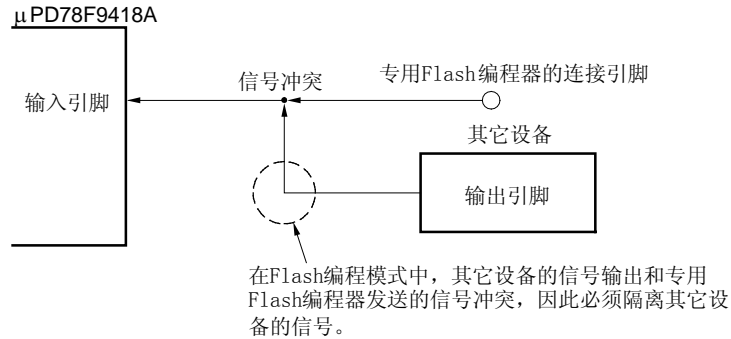 μPD78F9418A
信号冲突
专用Flash编程器的连接引脚
输入引脚
其它设备
输出引脚
在Flash编程模式中，其它设备的信号输出和专用
Flash编程器发送的信号冲突，因此必须隔离其它设
备的信号。